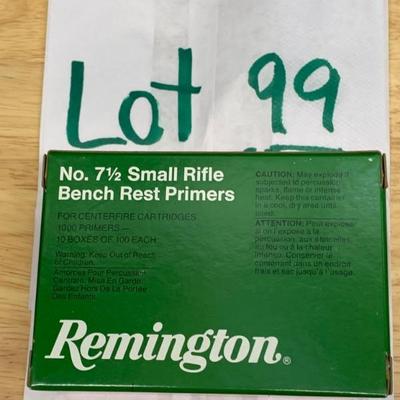 Lot 99
No. 7½ Small Rifle
Bench Rest Primers
FOR CENTERFIRE CARTRIDGES
1000 PRIMERS—
10 BOXES OF 100 EACH
Warning: Keep Out of Reach
of Children.
Amorces Pour Percussion
Centrale. Mise En Garde:
Gardez Hors De La Portée
Des Enfants.
CAUTION: May explode if
subjected to percussion,
sparks, flame or intense
heat. Keep this container
in a cool, dry area until
used.
ATTENTION: Peut explosé
si on l'expose à la
percussion, aux étincelles,
au feu ou à la chaleur
intense. Conserver le
contenant dans un endroit
frais et sec jusqu'à l'usage.
Remington®